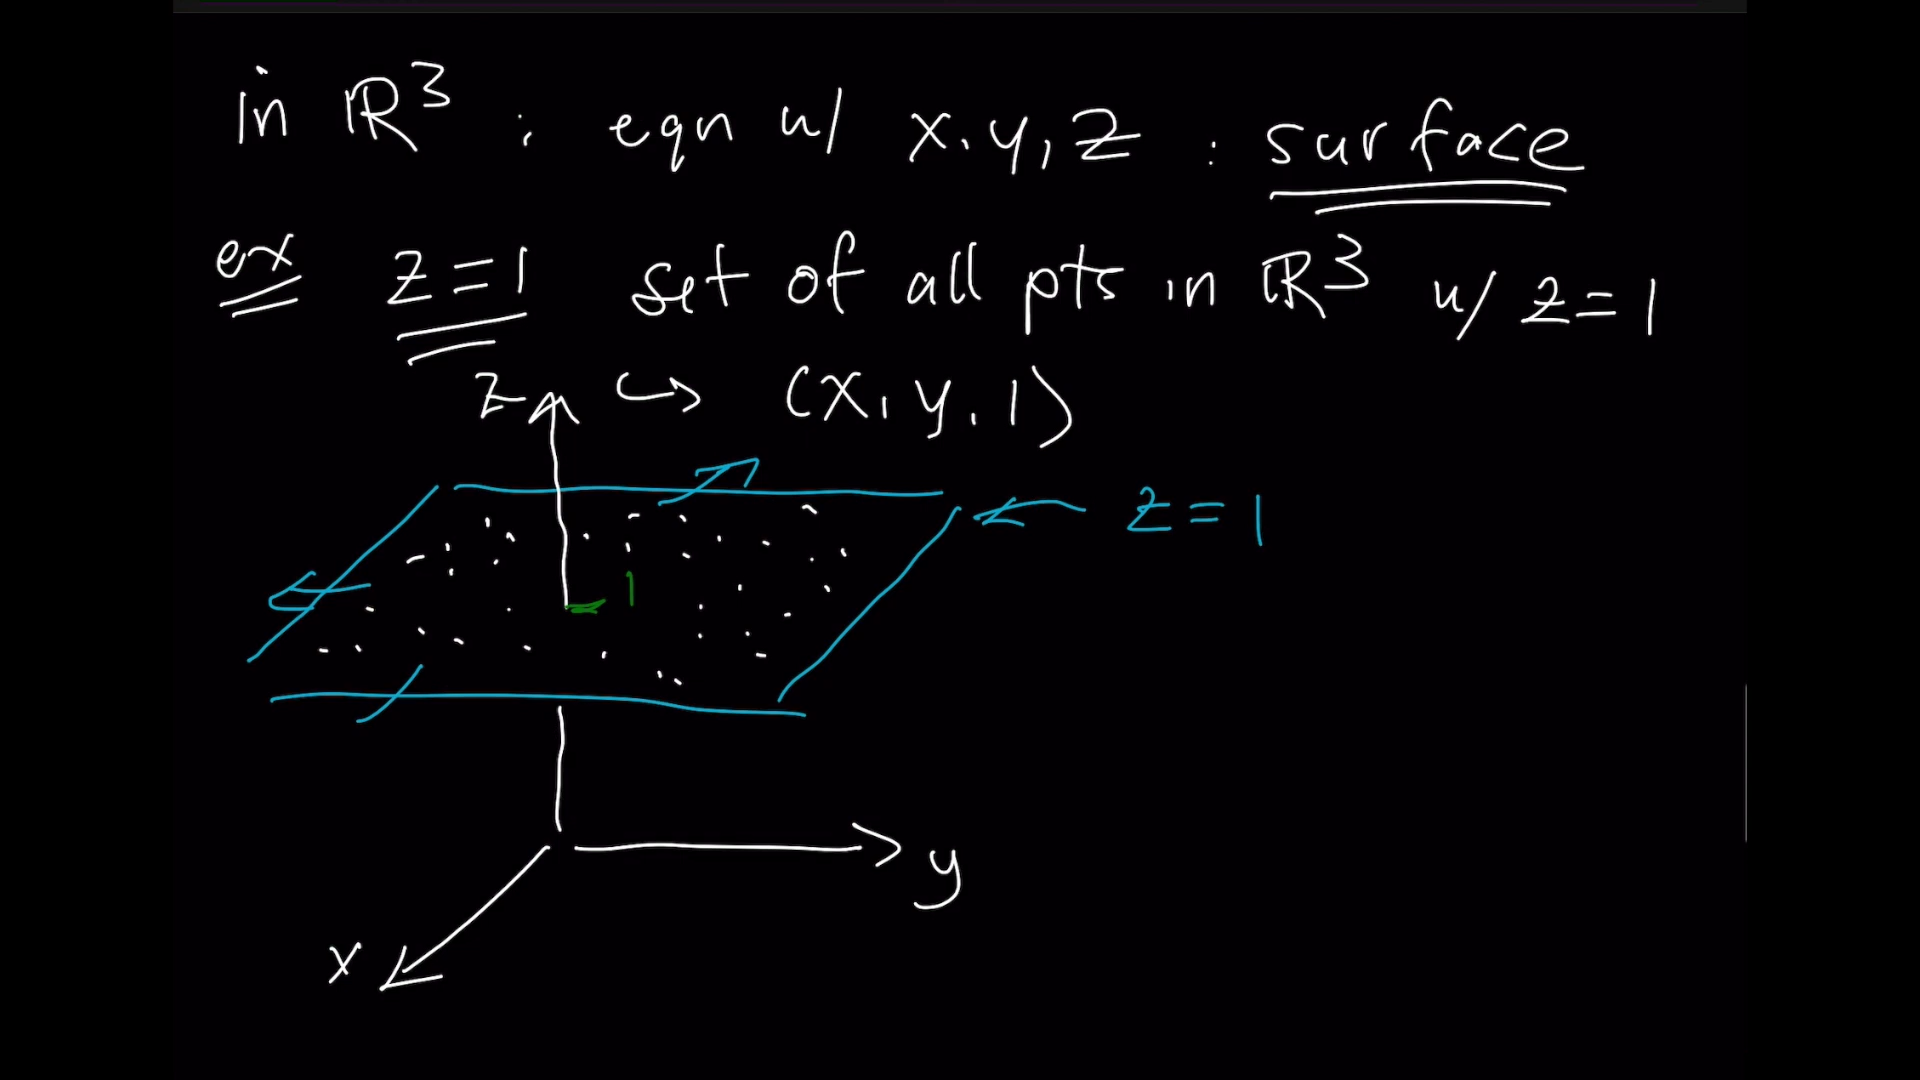 in ℝ³ : eqn w/ x, y, z : surface
ex z=1 set of all pts in ℝ³ w/ z=1
↪ (x, y, 1)
z
z=1
1
y
x